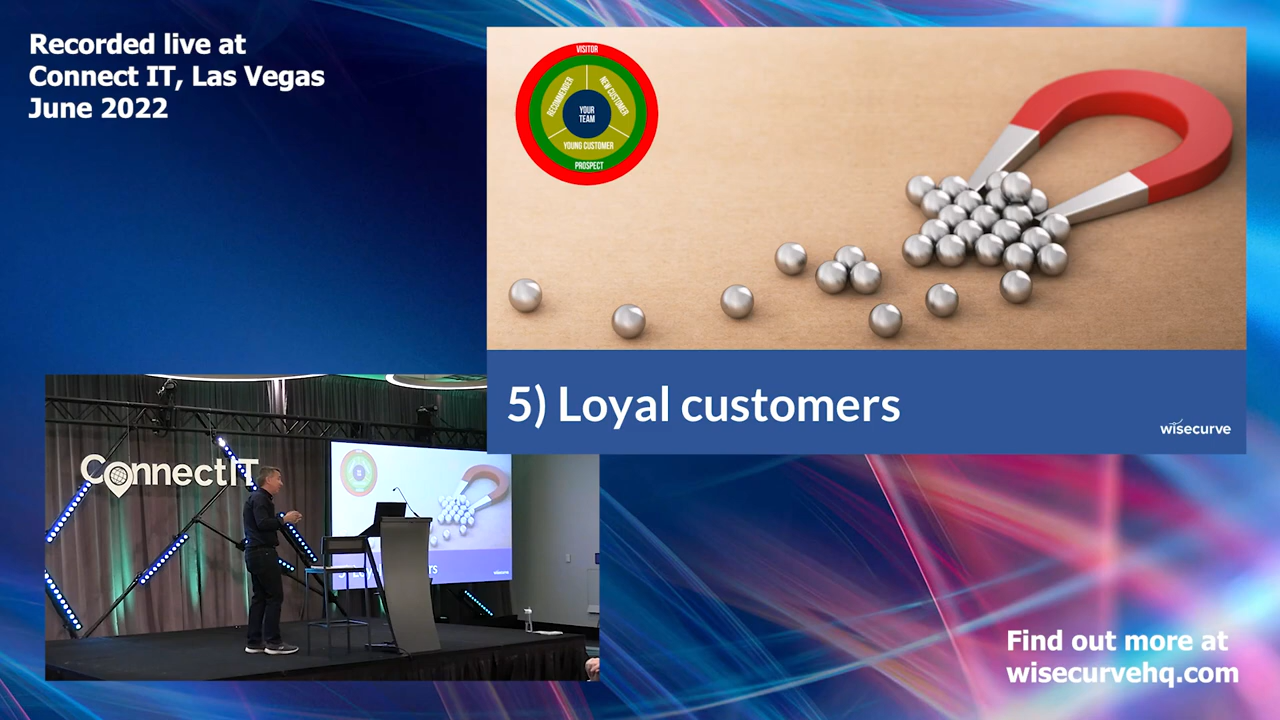 Recorded live at
Connect IT, Las Vegas
June 2022
VISITOR
RECOMMENDER
NEW CUSTOMER
YOUR
TEAM
YOUNG CUSTOMER
PROSPECT
5) Loyal customers
wisecurve
ConnectIT
wisecurve
Find out more at
wisecurvehq.com